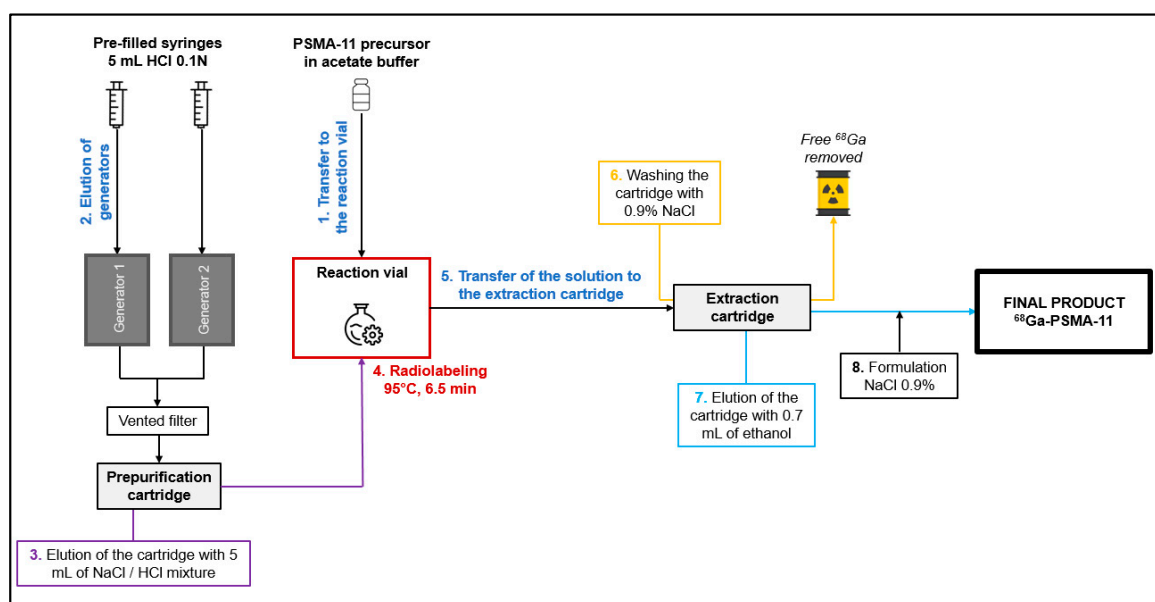 Pre-filled syringes
5 mL HCl 0.1N
PSMA-11 precursor
in acetate buffer
2. Elution of
generators
1. Transfer to
the reaction vial
Generator 1
Generator 2
Vented filter
Prepurification
cartridge
3. Elution of the cartridge with 5
mL of NaCl / HCl mixture
Reaction vial
4. Radiolabeling
95°C, 6.5 min
5. Transfer of the solution to
the extraction cartridge
6. Washing the
cartridge with
0.9% NaCl
Free ⁶⁸Ga
removed
Extraction
cartridge
7. Elution of the
cartridge with 0.7
mL of ethanol
8. Formulation
NaCl 0.9%
FINAL PRODUCT
⁶⁸Ga-PSMA-11